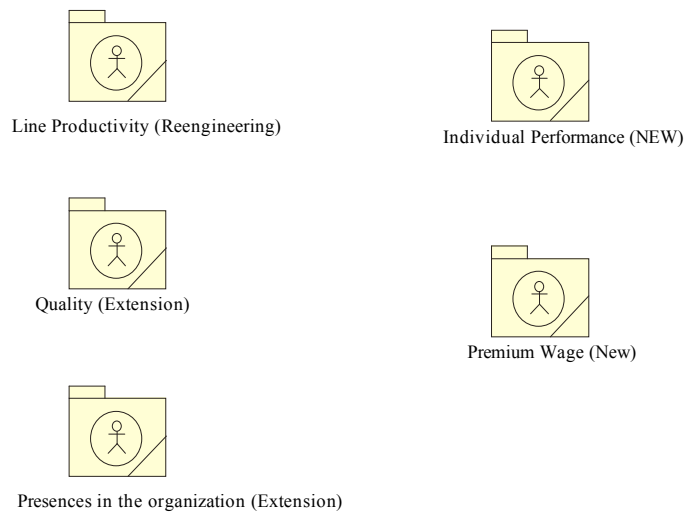 Line Productivity (Reengineering)
Individual Performance (NEW)
Quality (Extension)
Premium Wage (New)
Presences in the organization (Extension)